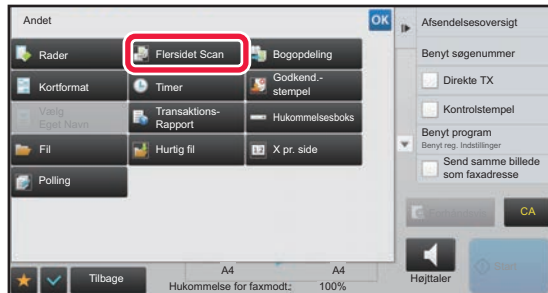 Andet
OK
Rader
Flersidet Scan
Bogopdeling
Kortformat
Timer
Godkend.-
stempel
Vælg
Eget Navn
Transaktions-
Rapport
Hukommelsesboks
Fil
Hurtig fil
X pr. side
Polling
Tilbage
A4
A4
Hukommelse for faxmodt.:
100%
Afsendelsesoversigt
Benyt søgenummer
Direkte TX
Kontrolstempel
Benyt program
Benyt reg. Indstillinger
Send samme billede
som faxadresse
CA
Højttaler
Start